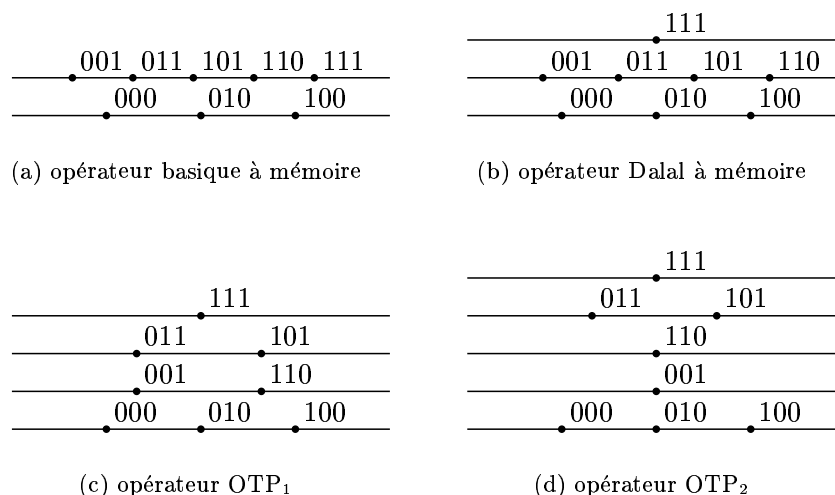 001 011 101 110 111
000 010 100
(a) opérateur basique à mémoire
111
001 011 101 110
000 010 100
(b) opérateur Dalal à mémoire
111
011 101
001 110
000 010 100
(c) opérateur OTP₁
111
011 101
110
001
000 010 100
(d) opérateur OTP₂